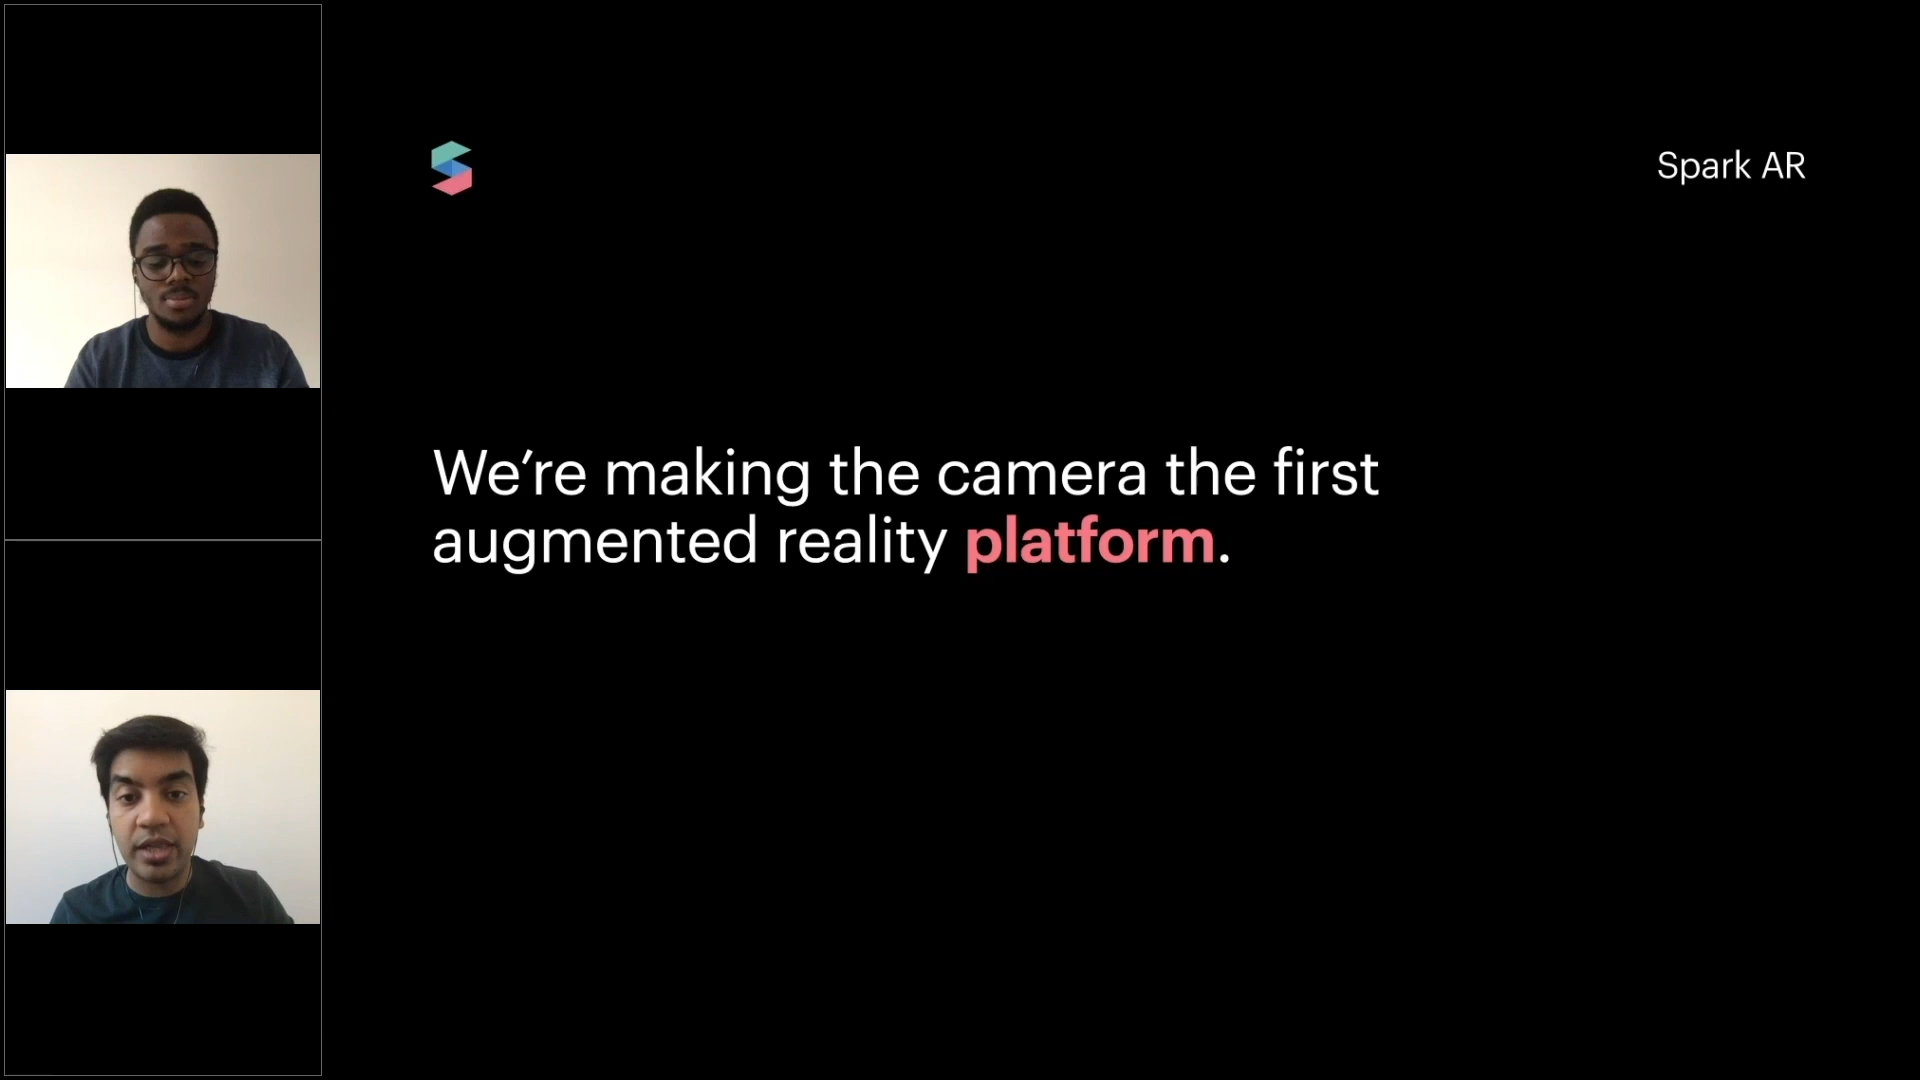 Spark AR
We’re making the camera the first
augmented reality platform.